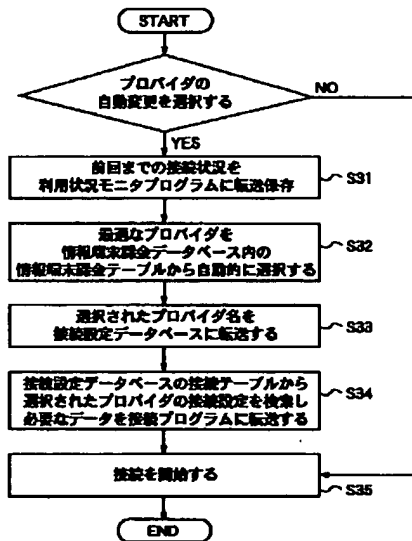 START
プロバイダの
自動変更を選択する
NO
YES
前回までの接続状況を
利用状況モニタプログラムに転送保存
S31
最適なプロバイダを
情報端末課金データベース内の
情報端末課金テーブルから自動的に選択する
S32
選択されたプロバイダ名を
接続設定データベースに転送する
S33
接続設定データベースの接続テーブルから
選択されたプロバイダの接続設定を検索し
必要なデータを接続プログラムに転送する
S34
接続を開始する
S35
END